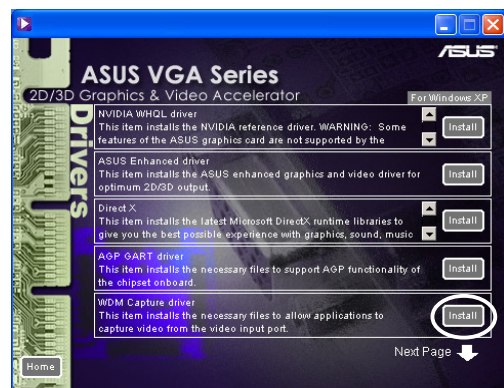 ASUS
ASUS VGA Series
2D/3D Graphics & Video Accelerator
For Windows XP
Drivers
NVIDIA WHQL driver
This item installs the NVIDIA reference driver. WARNING: Some
features of the ASUS graphics card are not supported by the
Install
ASUS Enhanced driver
This item installs the ASUS enhanced graphics and video driver for
optimum 2D/3D output.
Install
Direct X
This item installs the latest Microsoft DirectX runtime libraries to
give you the best possible experience with graphics, sound, music
Install
AGP GART driver
This item installs the necessary files to support AGP functionality of
the chipset onboard.
Install
WDM Capture driver
This item installs the necessary files to allow applications to
capture video from the video input port.
Install
Next Page
Home